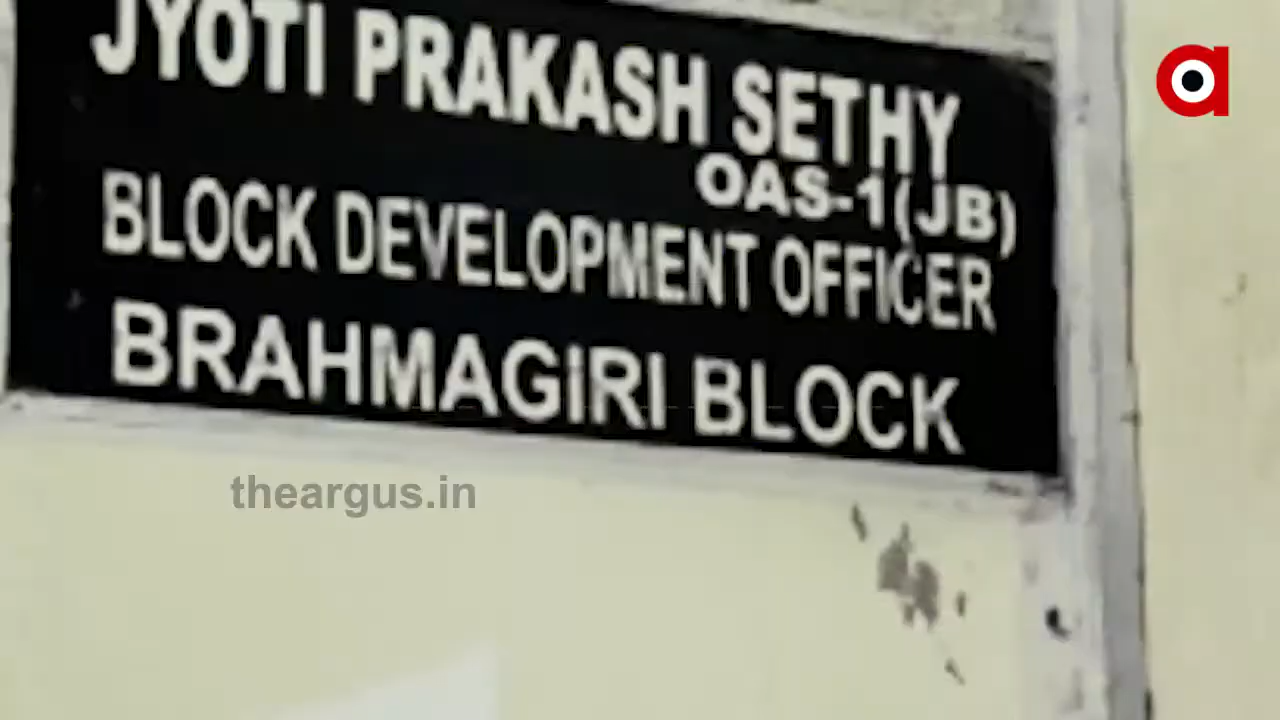 JYOTI PRAKASH SETHY
OAS-1(JB)
BLOCK DEVELOPMENT OFFICER
BRAHMAGiRI BLOCK
theargus.in
a